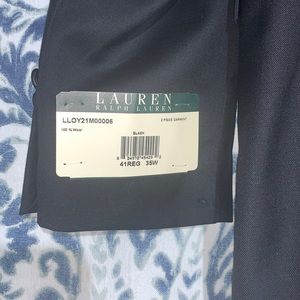 LAUREN
RALPH LAUREN
LLOY21M00006
100 % Wool
2 PIECE GARMENT
BLACK
41REG 35W